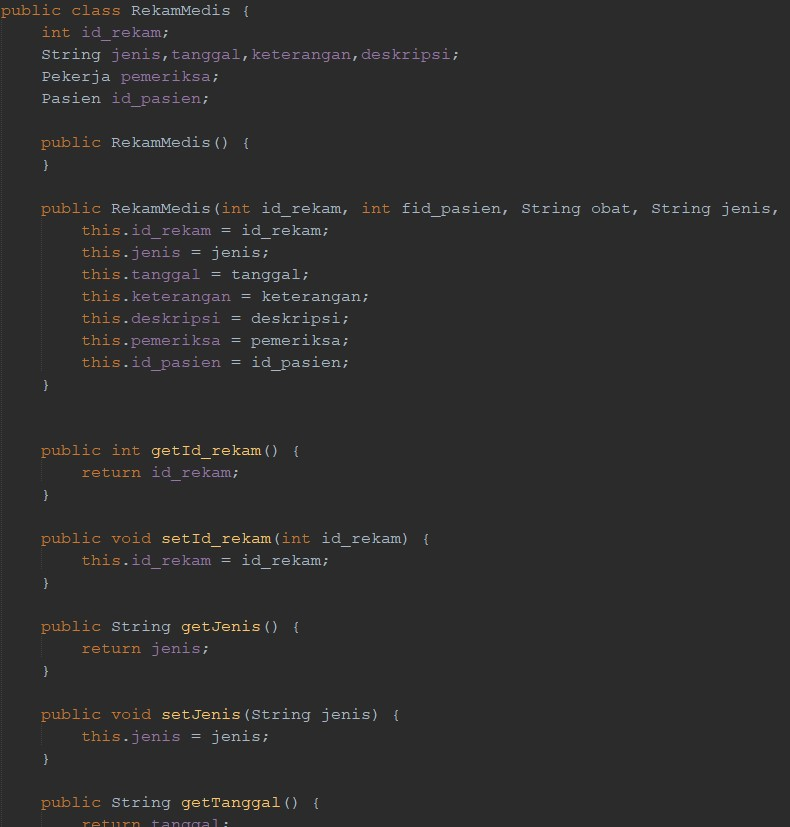 public class RekamMedis {
int id_rekam;
String jenis,tanggal,keterangan,deskripsi;
Pekerja pemeriksa;
Pasien id_pasien;
public RekamMedis() {
}
public RekamMedis(int id_rekam, int fid_pasien, String obat, String jenis,
this.id_rekam = id_rekam;
this.jenis = jenis;
this.tanggal = tanggal;
this.keterangan = keterangan;
this.deskripsi = deskripsi;
this.pemeriksa = pemeriksa;
this.id_pasien = id_pasien;
}
public int getId_rekam() {
return id_rekam;
}
public void setId_rekam(int id_rekam) {
this.id_rekam = id_rekam;
}
public String getJenis() {
return jenis;
}
public void setJenis(String jenis) {
this.jenis = jenis;
}
public String getTanggal() {
return tanggal;